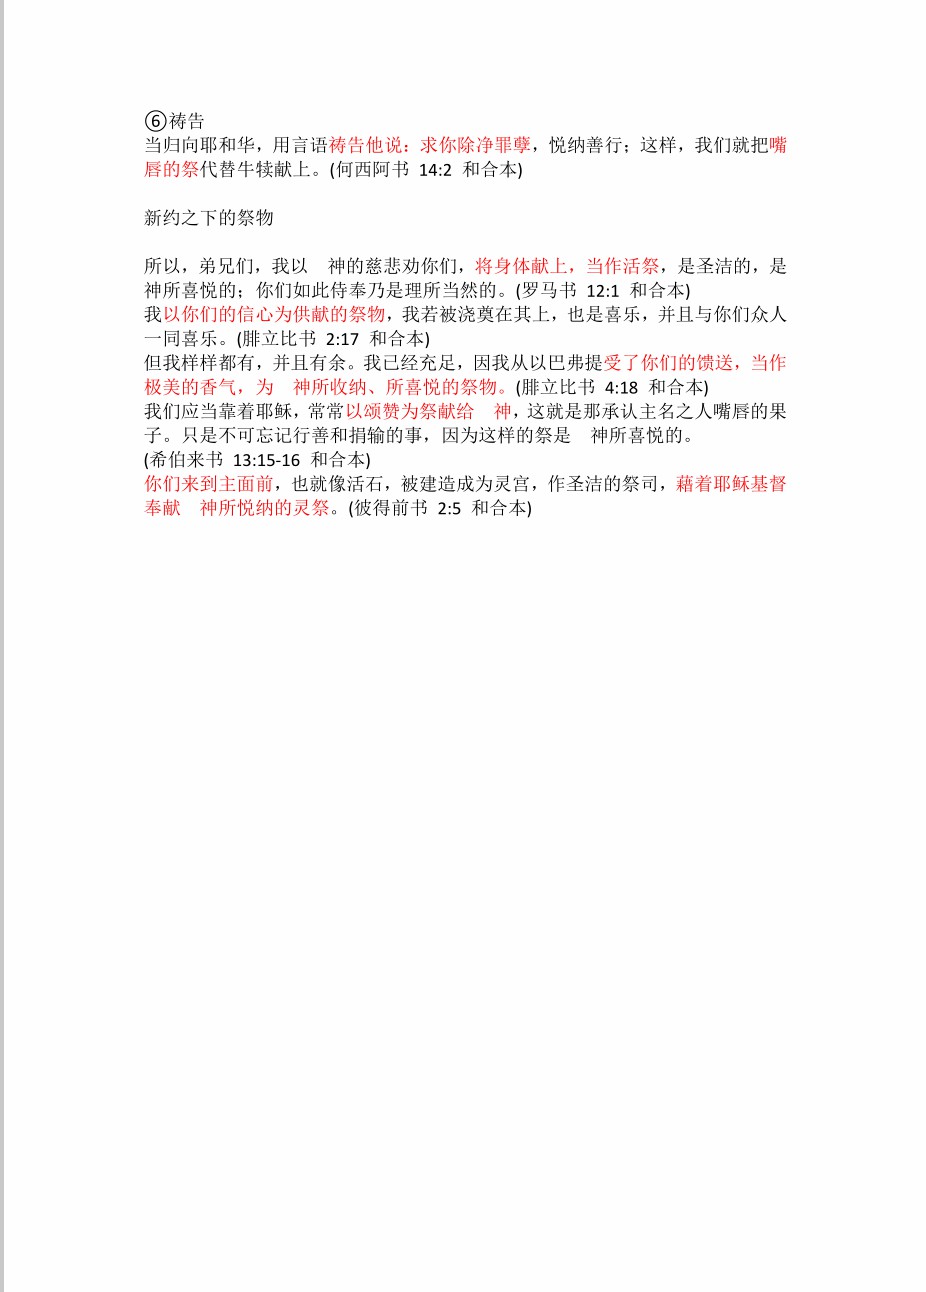 ⑥祷告
当归向耶和华，用言语祷告他说：求你除净罪孽，悦纳善行；这样，我们就把嘴
唇的祭代替牛犊献上。(何西阿书 14:2 和合本)
新约之下的祭物
所以，弟兄们，我以　神的慈悲劝你们，将身体献上，当作活祭，是圣洁的，是
神所喜悦的；你们如此侍奉乃是理所当然的。(罗马书 12:1 和合本)
我以你们的信心为供献的祭物，我若被浇奠在其上，也是喜乐，并且与你们众人
一同喜乐。(腓立比书 2:17 和合本)
但我样样都有，并且有余。我已经充足，因我从以巴弗提受了你们的馈送，当作
极美的香气，为　神所收纳、所喜悦的祭物。(腓立比书 4:18 和合本)
我们应当靠着耶稣，常常以颂赞为祭献给　神，这就是那承认主名之人嘴唇的果
子。只是不可忘记行善和捐输的事，因为这样的祭是　神所喜悦的。
(希伯来书 13:15-16 和合本)
你们来到主面前，也就像活石，被建造成为灵宫，作圣洁的祭司，藉着耶稣基督
奉献　神所悦纳的灵祭。(彼得前书 2:5 和合本)